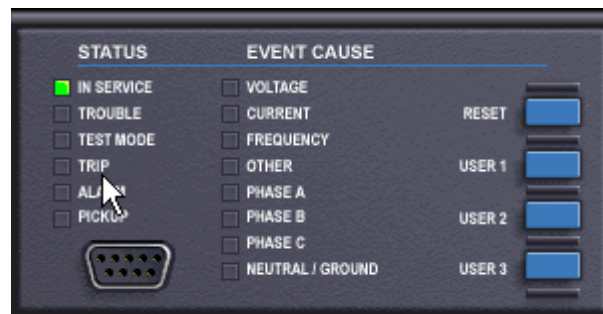 STATUS
IN SERVICE
TROUBLE
TEST MODE
TRIP
ALARM
PICKUP
EVENT CAUSE
VOLTAGE
CURRENT
FREQUENCY
OTHER
PHASE A
PHASE B
PHASE C
NEUTRAL / GROUND
RESET
USER 1
USER 2
USER 3